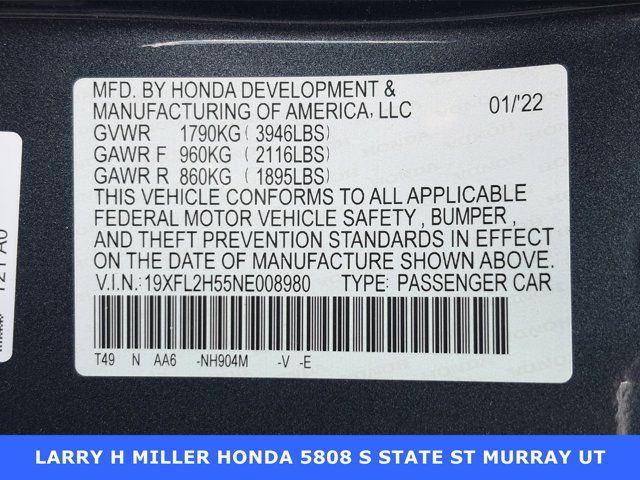 MFD. BY HONDA DEVELOPMENT &
MANUFACTURING OF AMERICA, LLC 01/'22
GVWR 1790KG ( 3946LBS)
GAWR F 960KG ( 2116LBS)
GAWR R 860KG ( 1895LBS)
THIS VEHICLE CONFORMS TO ALL APPLICABLE
FEDERAL MOTOR VEHICLE SAFETY , BUMPER ,
AND THEFT PREVENTION STANDARDS IN EFFECT
ON THE DATE OF MANUFACTURE SHOWN ABOVE.
V.I.N.: 19XFL2H55NE008980 TYPE: PASSENGER CAR
T49 N AA6 -NH904M -V -E
LARRY H MILLER HONDA 5808 S STATE ST MURRAY UT